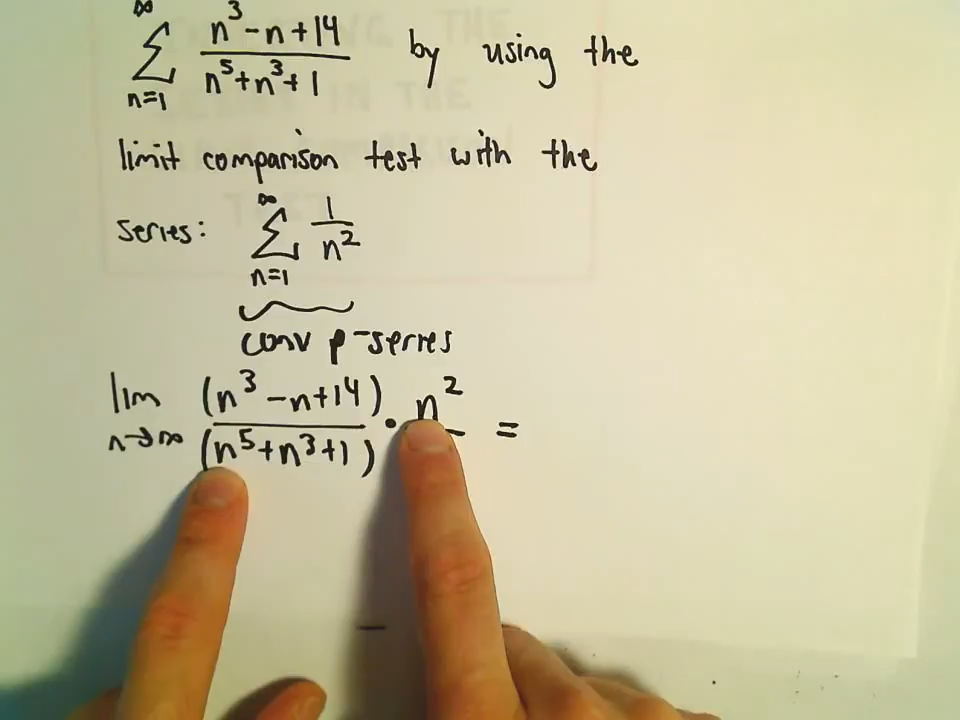 ∞
∑ n=1 (n³-n+14)/(n⁵+n³+1) by using the
limit comparison test with the
series: ∞ ∑ n=1 1/n²
conv p-series
lim n→∞ (n³-n+14)/(n⁵+n³+1) · n² =